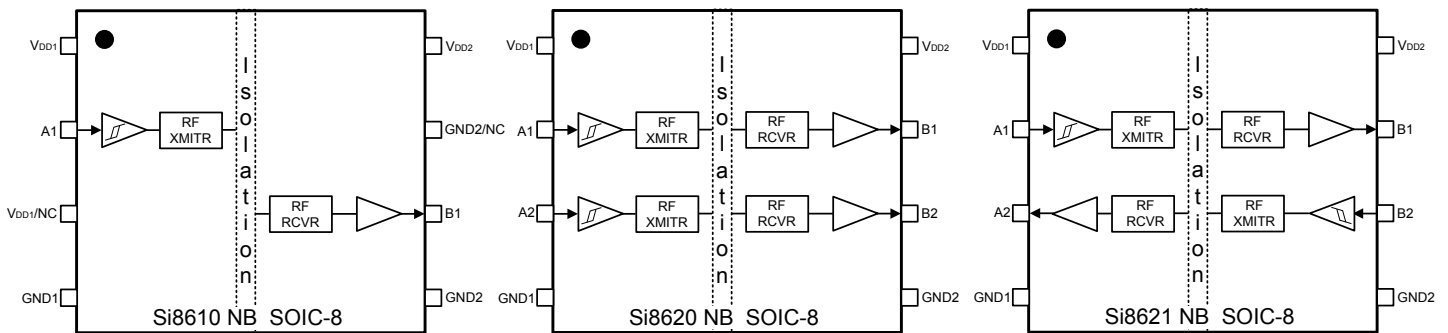 VDD1
VDD2
A1
RF XMITR
GND2/NC
VDD1/NC
RF RCVR
B1
GND1
GND2
Isolation
Si8610 NB SOIC-8
VDD1
VDD2
A1
RF XMITR
RF RCVR
B1
A2
RF XMITR
RF RCVR
B2
GND1
GND2
Isolation
Si8620 NB SOIC-8
VDD1
VDD2
A1
RF XMITR
RF RCVR
B1
A2
RF RCVR
RF XMITR
B2
GND1
GND2
Isolation
Si8621 NB SOIC-8